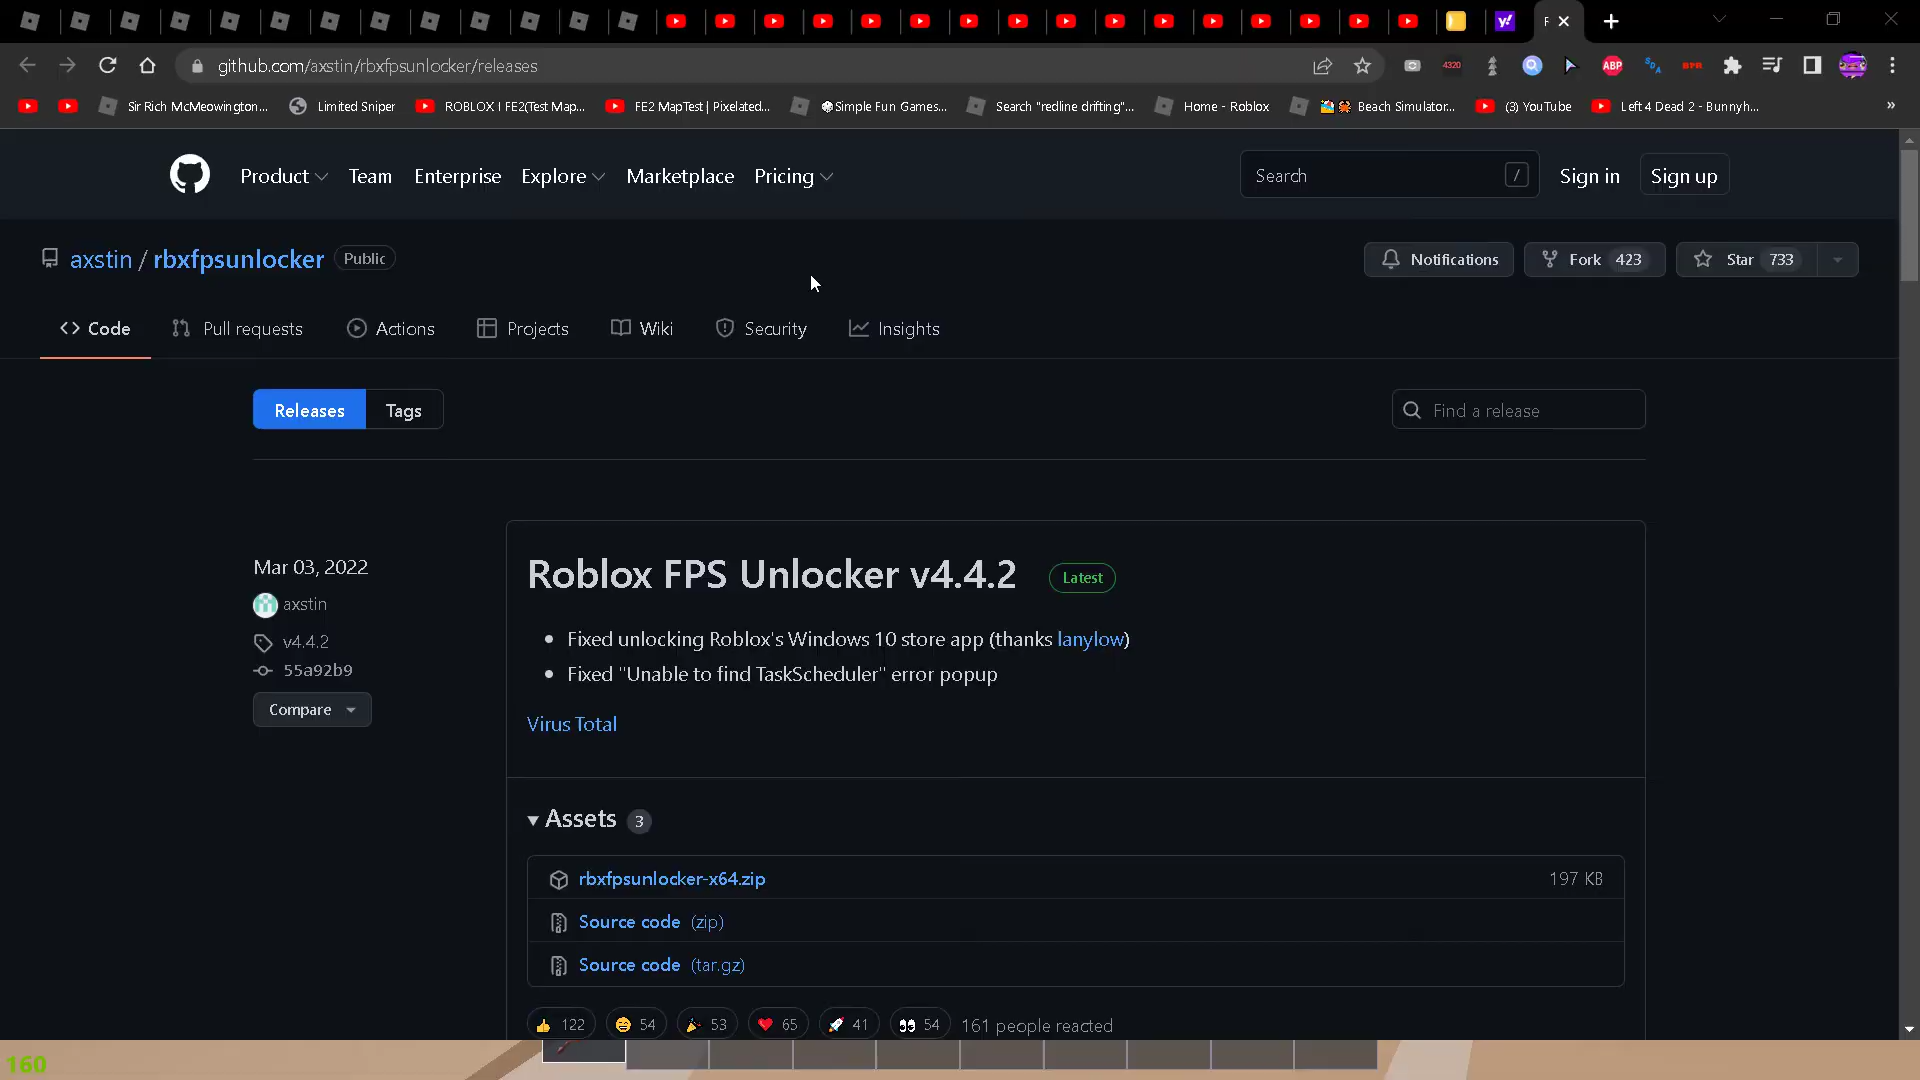 F
github.com/axstin/rbxfpsunlocker/releases
4320
ABP
Sir Rich McMeowington...
Limited Sniper
ROBLOX ! FE2(Test Map...
FE2 MapTest | Pixelated...
Simple Fun Games...
Search "redline drifting"...
Home - Roblox
Beach Simulator...
(3) YouTube
Left 4 Dead 2 - Bunnyh...
»
Product
Team
Enterprise
Explore
Marketplace
Pricing
Search
/
Sign in
Sign up
axstin / rbxfpsunlocker
Public
Notifications
Fork 423
Star 733
Code
Pull requests
Actions
Projects
Wiki
Security
Insights
Releases
Tags
Find a release
Mar 03, 2022
axstin
v4.4.2
55a92b9
Compare
Roblox FPS Unlocker v4.4.2
Latest
• Fixed unlocking Roblox's Windows 10 store app (thanks lanylow)
• Fixed "Unable to find TaskScheduler" error popup
Virus Total
Assets 3
rbxfpsunlocker-x64.zip
197 KB
Source code (zip)
Source code (tar.gz)
122
54
53
65
41
54
161 people reacted
160